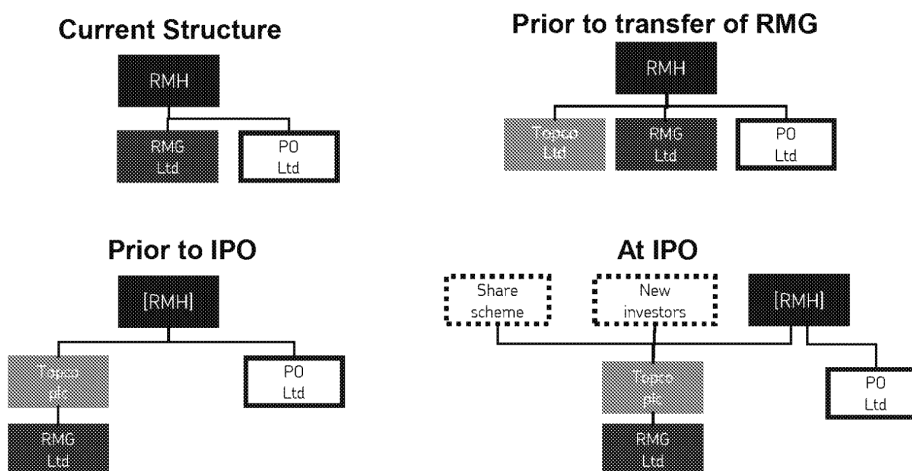 Current Structure
RMH
RMG
Ltd
PO
Ltd
Prior to transfer of RMG
RMH
Topco
Ltd
RMG
Ltd
PO
Ltd
Prior to IPO
[RMH]
Topco
plc
PO
Ltd
RMG
Ltd
At IPO
Share
scheme
New
investors
[RMH]
Topco
plc
PO
Ltd
RMG
Ltd